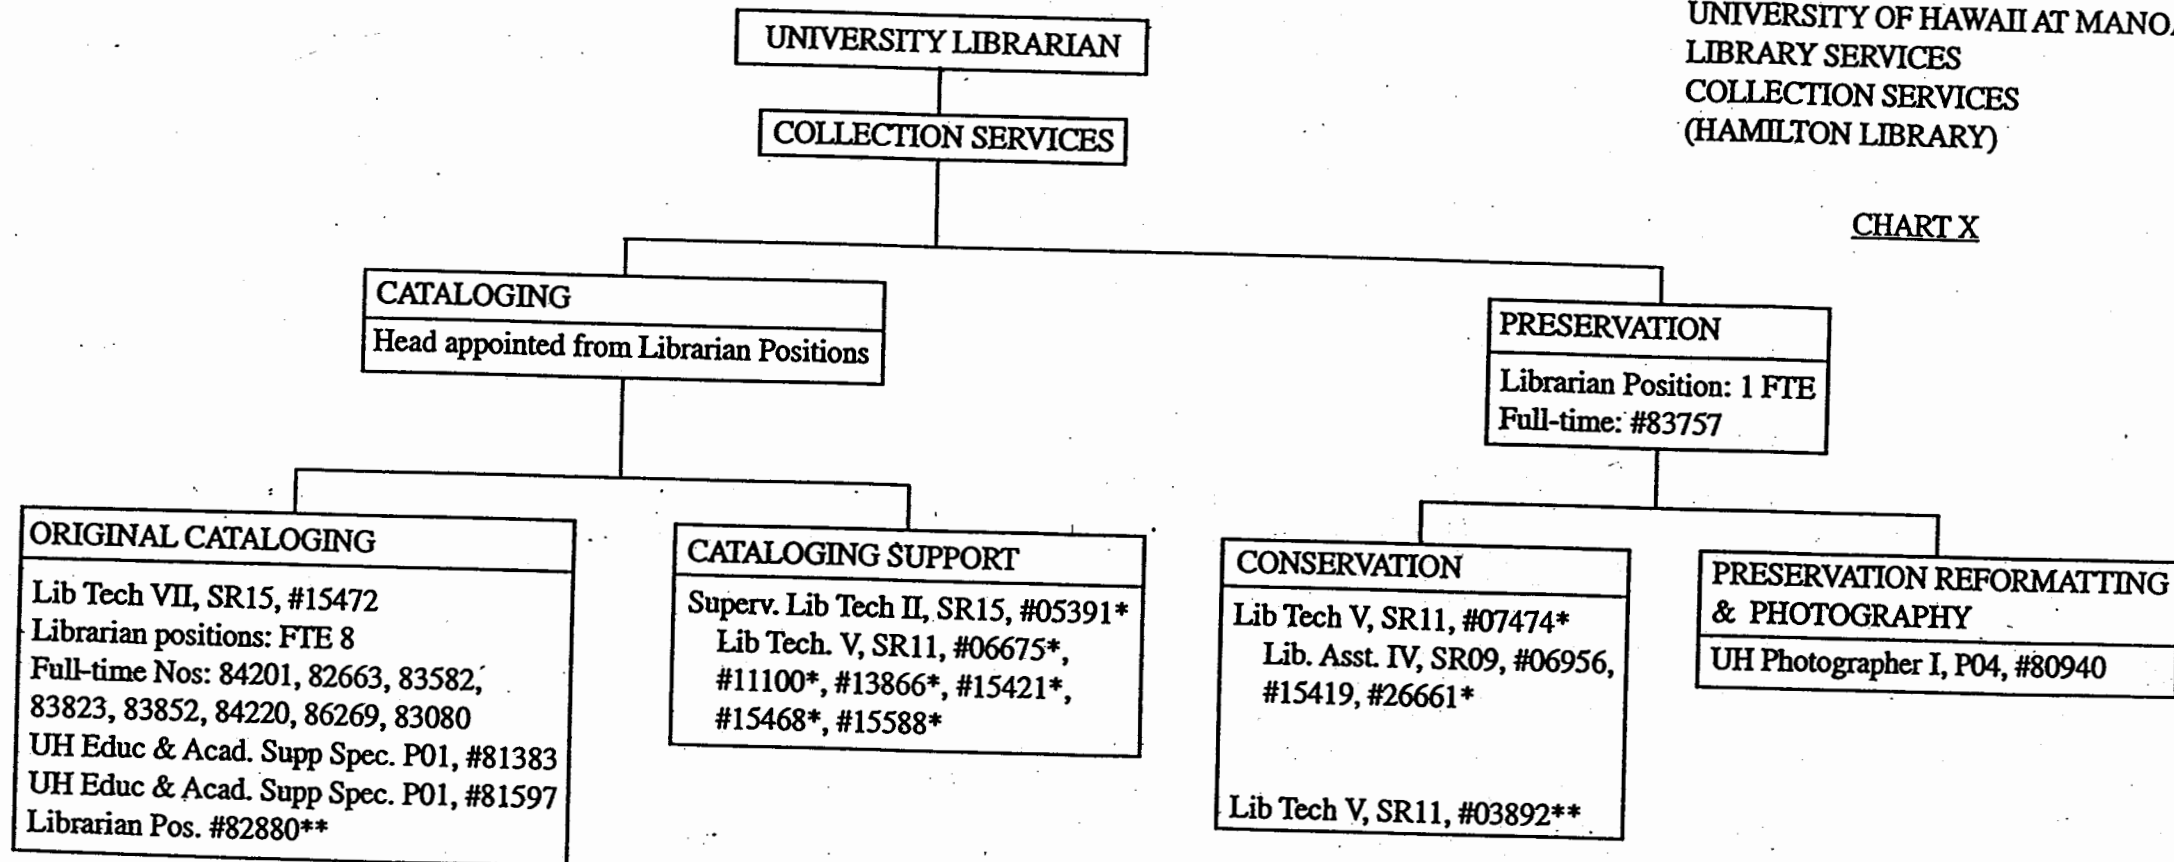 UNIVERSITY OF HAWAII AT MANOA
LIBRARY SERVICES
COLLECTION SERVICES
(HAMILTON LIBRARY)
CHART X
UNIVERSITY LIBRARIAN
COLLECTION SERVICES
CATALOGING
Head appointed from Librarian Positions
PRESERVATION
Librarian Position: 1 FTE
Full-time: #83757
ORIGINAL CATALOGING
Lib Tech VII, SR15, #15472
Librarian positions: FTE 8
Full-time Nos: 84201, 82663, 83582,
83823, 83852, 84220, 86269, 83080
UH Educ & Acad. Supp Spec. P01, #81383
UH Educ & Acad. Supp Spec. P01, #81597
Librarian Pos. #82880**
CATALOGING SUPPORT
Superv. Lib Tech II, SR15, #05391*
Lib Tech. V, SR11, #06675*,
#11100*, #13866*, #15421*,
#15468*, #15588*
CONSERVATION
Lib Tech V, SR11, #07474*
Lib. Asst. IV, SR09, #06956,
#15419, #26661*
Lib Tech V, SR11, #03892**
PRESERVATION REFORMATTING
& PHOTOGRAPHY
UH Photographer I, P04, #80940